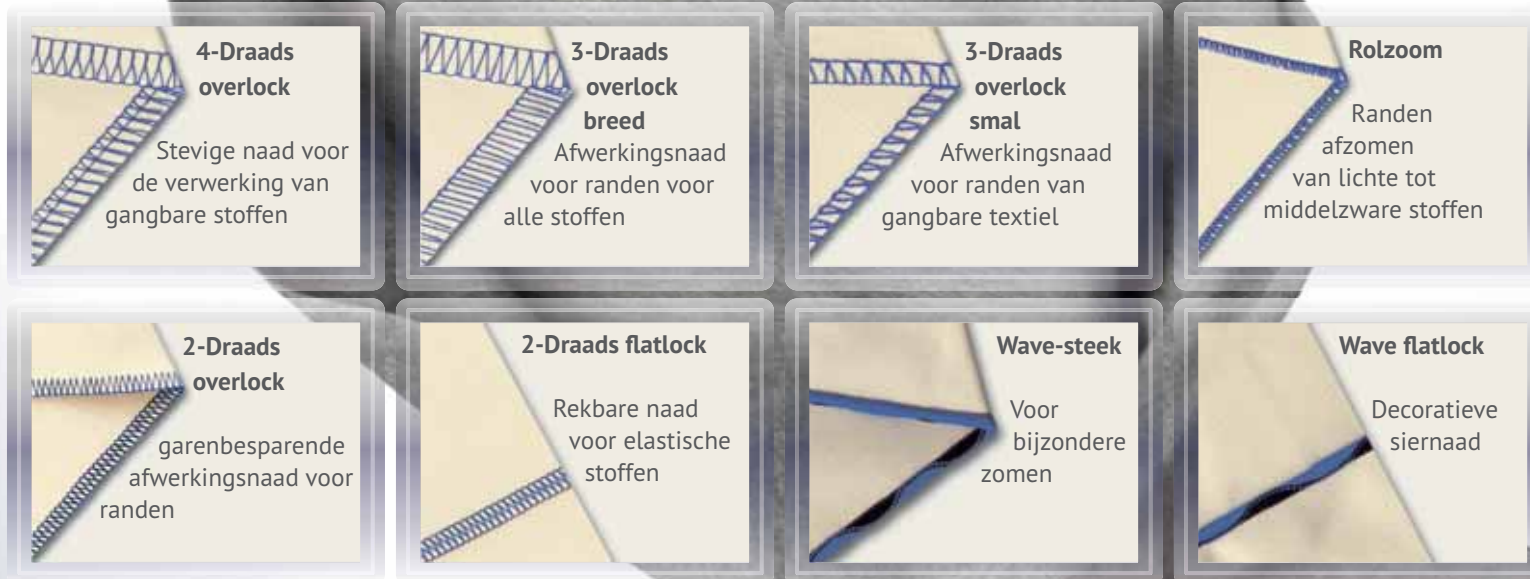 4-Draads
overlock
Stevige naad voor
de verwerking van
gangbare stoffen
3-Draads
overlock
breed
Afwerkingsnaad
voor randen voor
alle stoffen
3-Draads
overlock
smal
Afwerkingsnaad
voor randen van
gangbare textiel
Rolzoom
Randen
afzomen
van lichte tot
middelzware stoffen
2-Draads
overlock
garenbesparende
afwerkingsnaad voor
randen
2-Draads flatlock
Rekbare naad
voor elastische
stoffen
Wave-steek
Voor
bijzondere
zomen
Wave flatlock
Decoratieve
siernaad